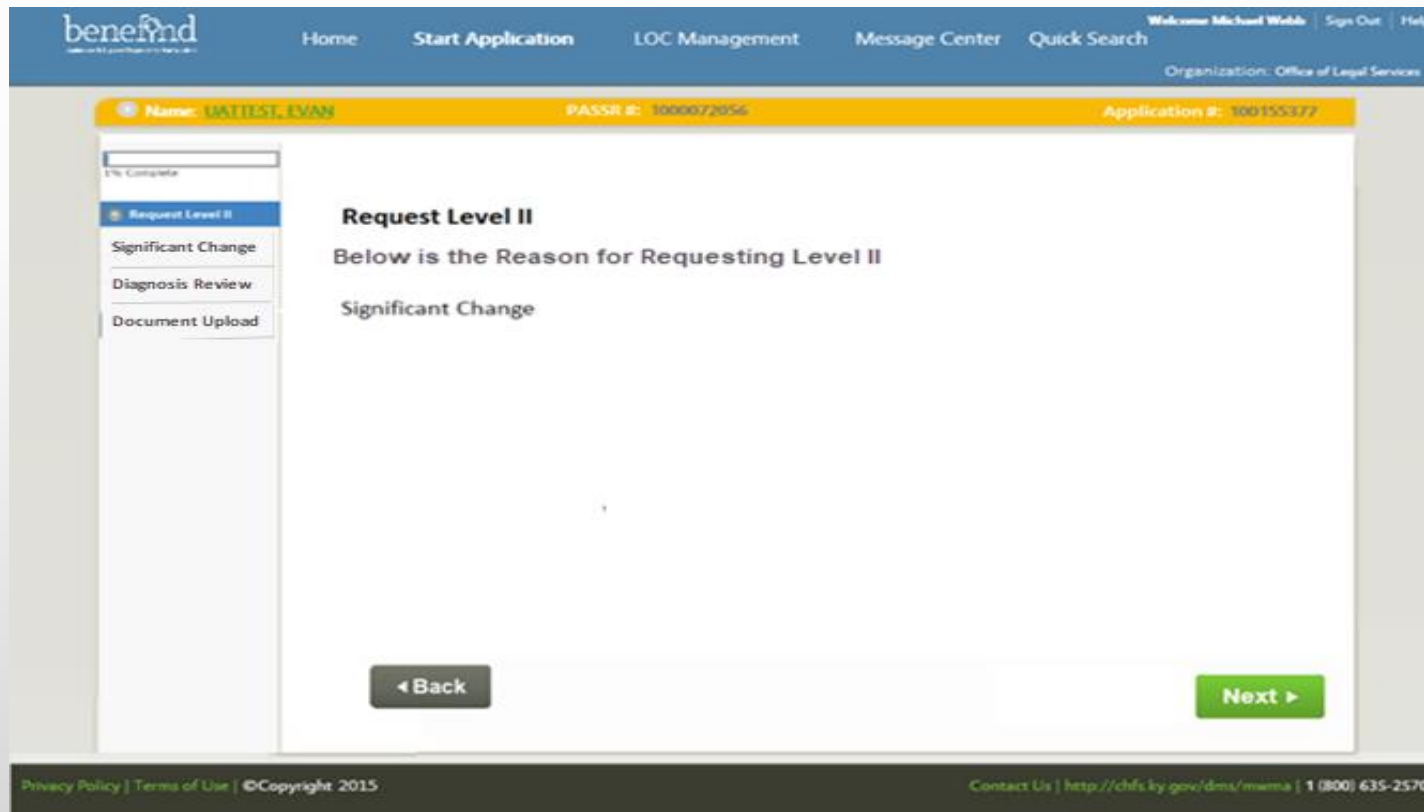 benefind
Home Start Application LOC Management Message Center Quick Search
Welcome Michael Webb | Sign Out | Hel
Organization: Office of Legal Services
Name: UATTEST, EVAN PASSR #: 1000072056 Application #: 100155377
1% Complete
Request Level II
Significant Change
Diagnosis Review
Document Upload
Request Level II
Below is the Reason for Requesting Level II
Significant Change
Back
Next
Privacy Policy | Terms of Use | ©Copyright 2015
Contact Us | http://chfs.ky.gov/dms/mwma | 1 (800) 635-2570